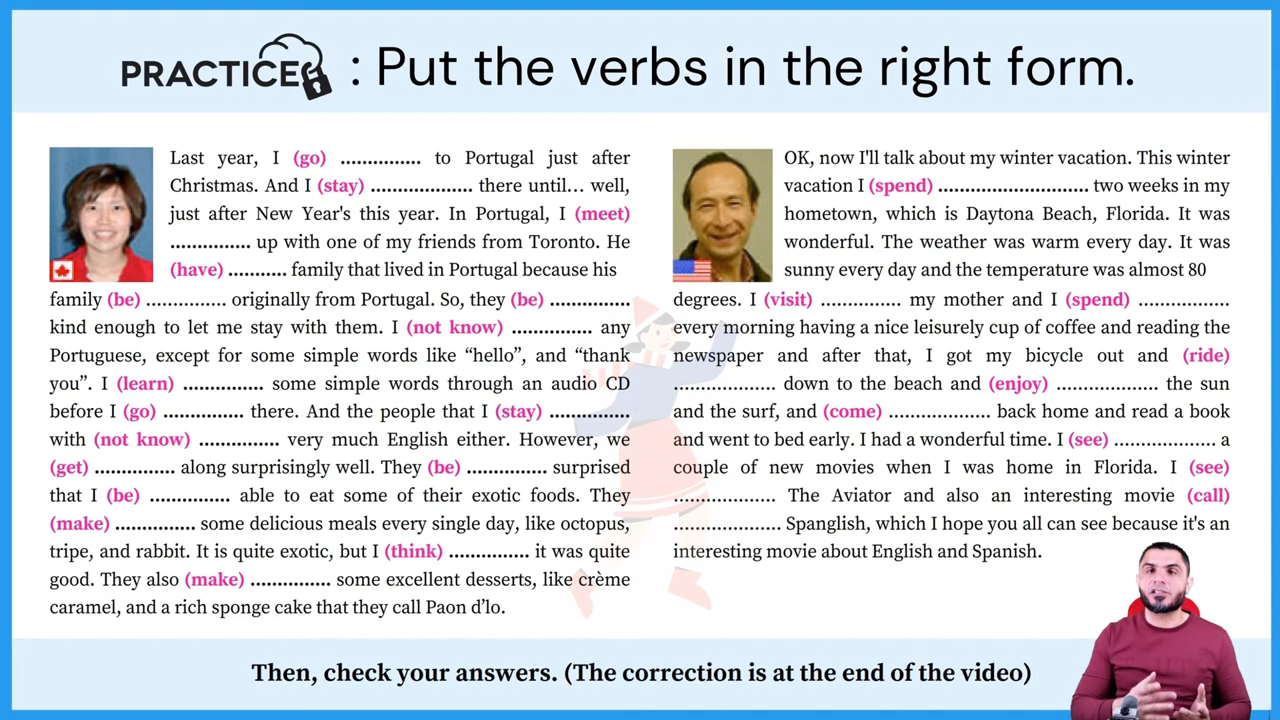 PRACTICE : Put the verbs in the right form.
Last year, I (go) ............... to Portugal just after
Christmas. And I (stay) ................... there until... well,
just after New Year's this year. In Portugal, I (meet)
............... up with one of my friends from Toronto. He
(have) ........... family that lived in Portugal because his
family (be) ............... originally from Portugal. So, they (be) ...............
kind enough to let me stay with them. I (not know) ............... any
Portuguese, except for some simple words like “hello”, and “thank
you”. I (learn) ............... some simple words through an audio CD
before I (go) ............... there. And the people that I (stay) ...............
with (not know) ............... very much English either. However, we
(get) ............... along surprisingly well. They (be) ............... surprised
that I (be) ............... able to eat some of their exotic foods. They
(make) ............... some delicious meals every single day, like octopus,
tripe, and rabbit. It is quite exotic, but I (think) ............... it was quite
good. They also (make) ............... some excellent desserts, like crème
caramel, and a rich sponge cake that they call Paon d’lo.
OK, now I'll talk about my winter vacation. This winter
vacation I (spend) ............................ two weeks in my
hometown, which is Daytona Beach, Florida. It was
wonderful. The weather was warm every day. It was
sunny every day and the temperature was almost 80
degrees. I (visit) ............... my mother and I (spend) .................
every morning having a nice leisurely cup of coffee and reading the
newspaper and after that, I got my bicycle out and (ride)
................... down to the beach and (enjoy) ................... the sun
and the surf, and (come) ................... back home and read a book
and went to bed early. I had a wonderful time. I (see) ................... a
couple of new movies when I was home in Florida. I (see)
................... The Aviator and also an interesting movie (call)
.................... Spanglish, which I hope you all can see because it's an
interesting movie about English and Spanish.
Then, check your answers. (The correction is at the end of the video)